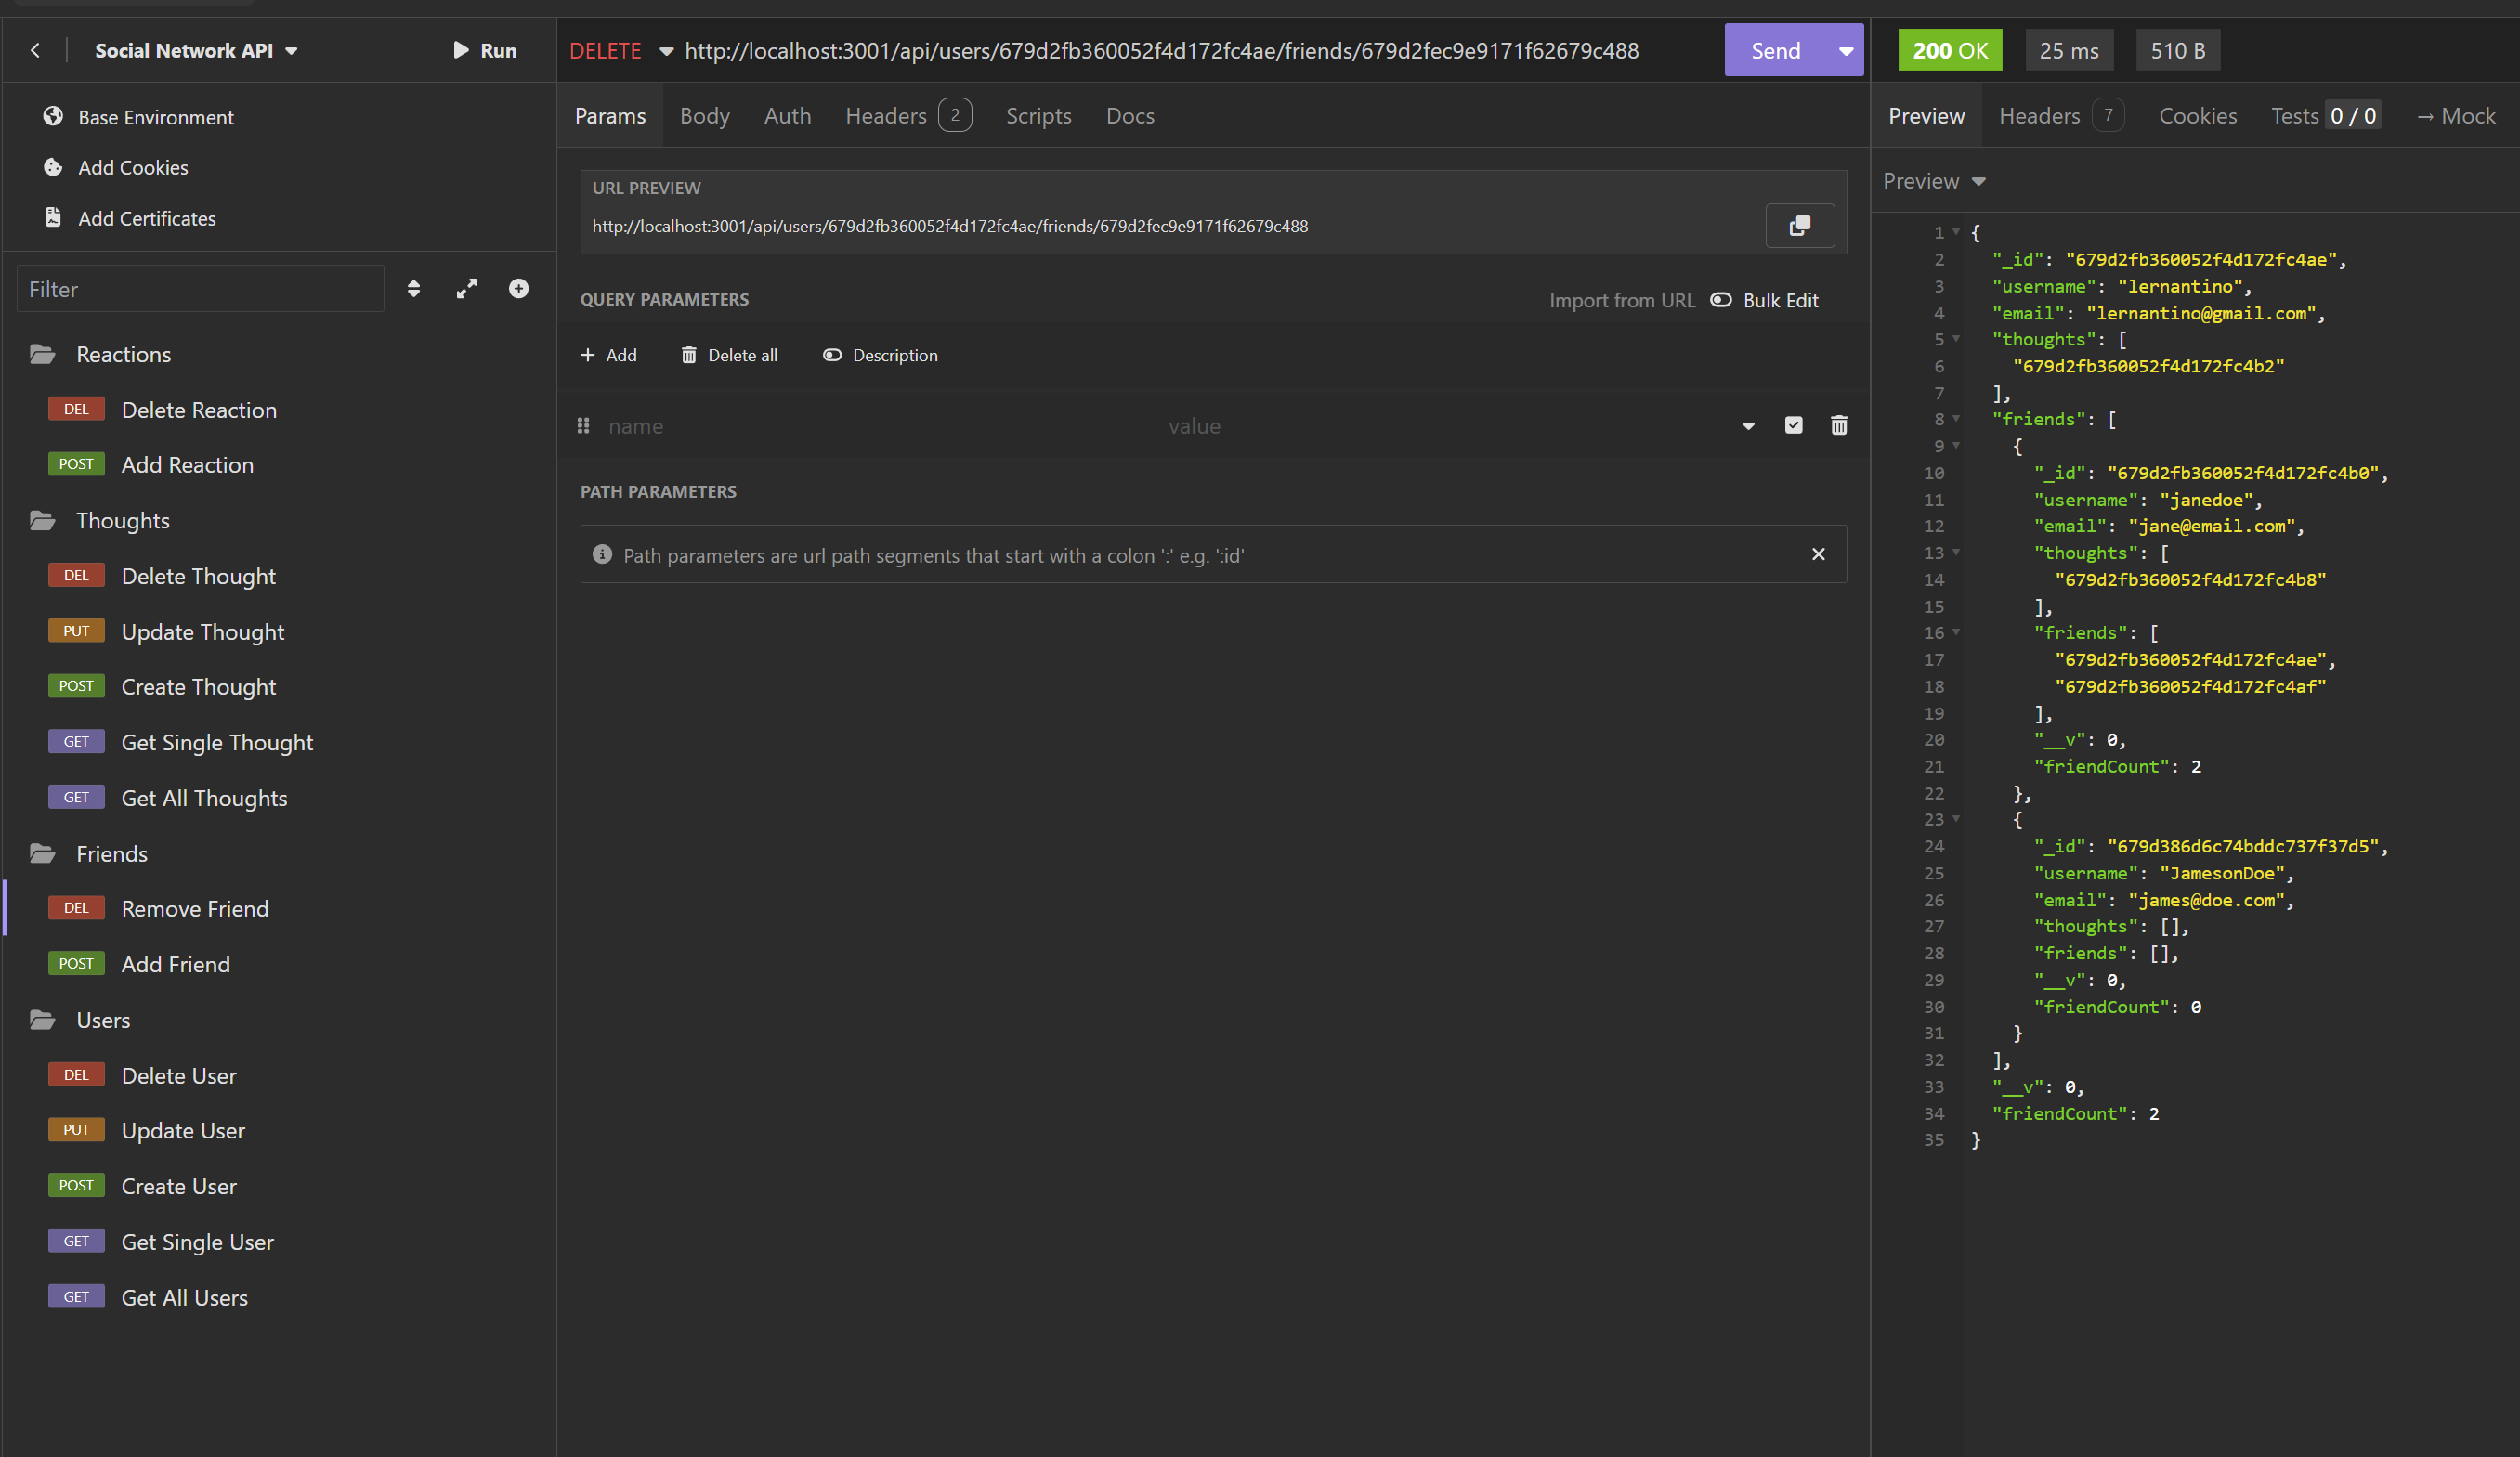 Social Network API
Run
Base Environment
Add Cookies
Add Certificates
Filter
Reactions
DEL Delete Reaction
POST Add Reaction
Thoughts
DEL Delete Thought
PUT Update Thought
POST Create Thought
GET Get Single Thought
GET Get All Thoughts
Friends
DEL Remove Friend
POST Add Friend
Users
DEL Delete User
PUT Update User
POST Create User
GET Get Single User
GET Get All Users
DELETE http://localhost:3001/api/users/679d2fb360052f4d172fc4ae/friends/679d2fec9e9171f62679c488 Send
Params Body Auth Headers 2 Scripts Docs
URL PREVIEW
http://localhost:3001/api/users/679d2fb360052f4d172fc4ae/friends/679d2fec9e9171f62679c488
QUERY PARAMETERS Import from URL Bulk Edit
+ Add Delete all Description
name value
PATH PARAMETERS
Path parameters are url path segments that start with a colon ':' e.g. ':id'
200 OK 25 ms 510 B
Preview Headers 7 Cookies Tests 0 / 0 → Mock
Preview
1 {
2 "_id": "679d2fb360052f4d172fc4ae",
3 "username": "lernantino",
4 "email": "lernantino@gmail.com",
5 "thoughts": [
6 "679d2fb360052f4d172fc4b2"
7 ],
8 "friends": [
9 {
10 "_id": "679d2fb360052f4d172fc4b0",
11 "username": "janedoe",
12 "email": "jane@email.com",
13 "thoughts": [
14 "679d2fb360052f4d172fc4b8"
15 ],
16 "friends": [
17 "679d2fb360052f4d172fc4ae",
18 "679d2fb360052f4d172fc4af"
19 ],
20 "__v": 0,
21 "friendCount": 2
22 },
23 {
24 "_id": "679d386d6c74bddc737f37d5",
25 "username": "JamesonDoe",
26 "email": "james@doe.com",
27 "thoughts": [],
28 "friends": [],
29 "__v": 0,
30 "friendCount": 0
31 }
32 ],
33 "__v": 0,
34 "friendCount": 2
35 }